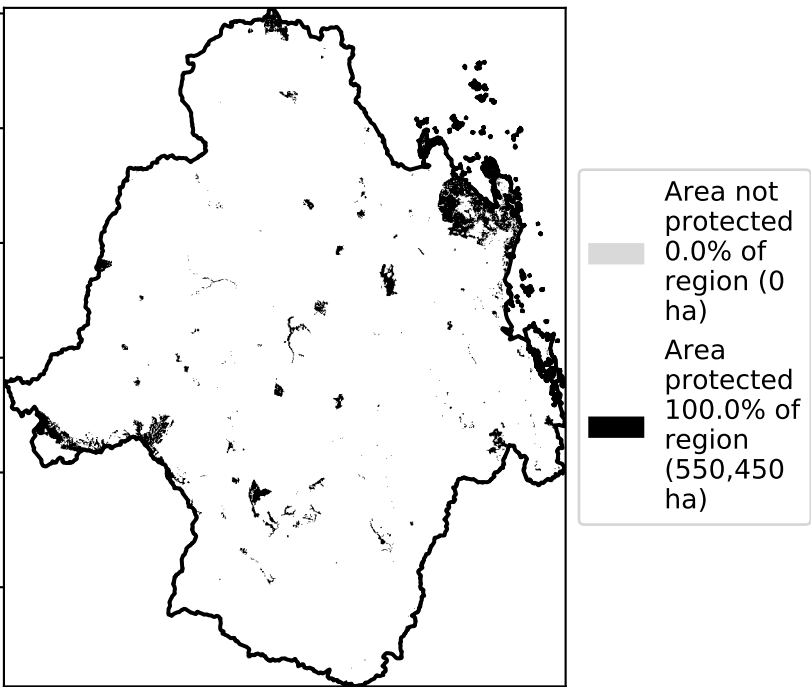 Area not
protected
0.0% of
region (0
ha)
Area
protected
100.0% of
region
(550,450
ha)